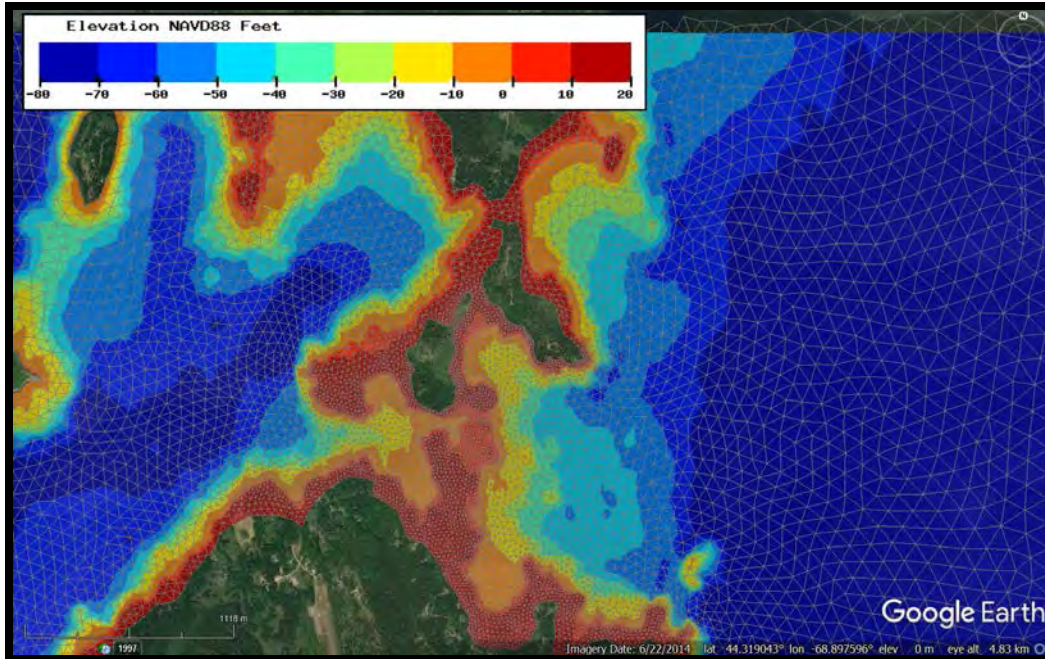 Elevation NAVD88 Feet
-80 -70 -60 -50 -40 -30 -20 -10 0 10 20
N
Google Earth
1118 m
1997
Imagery Date: 6/22/2014 lat 44.319043° lon -68.897596° elev 0 m eye alt 4.83 km